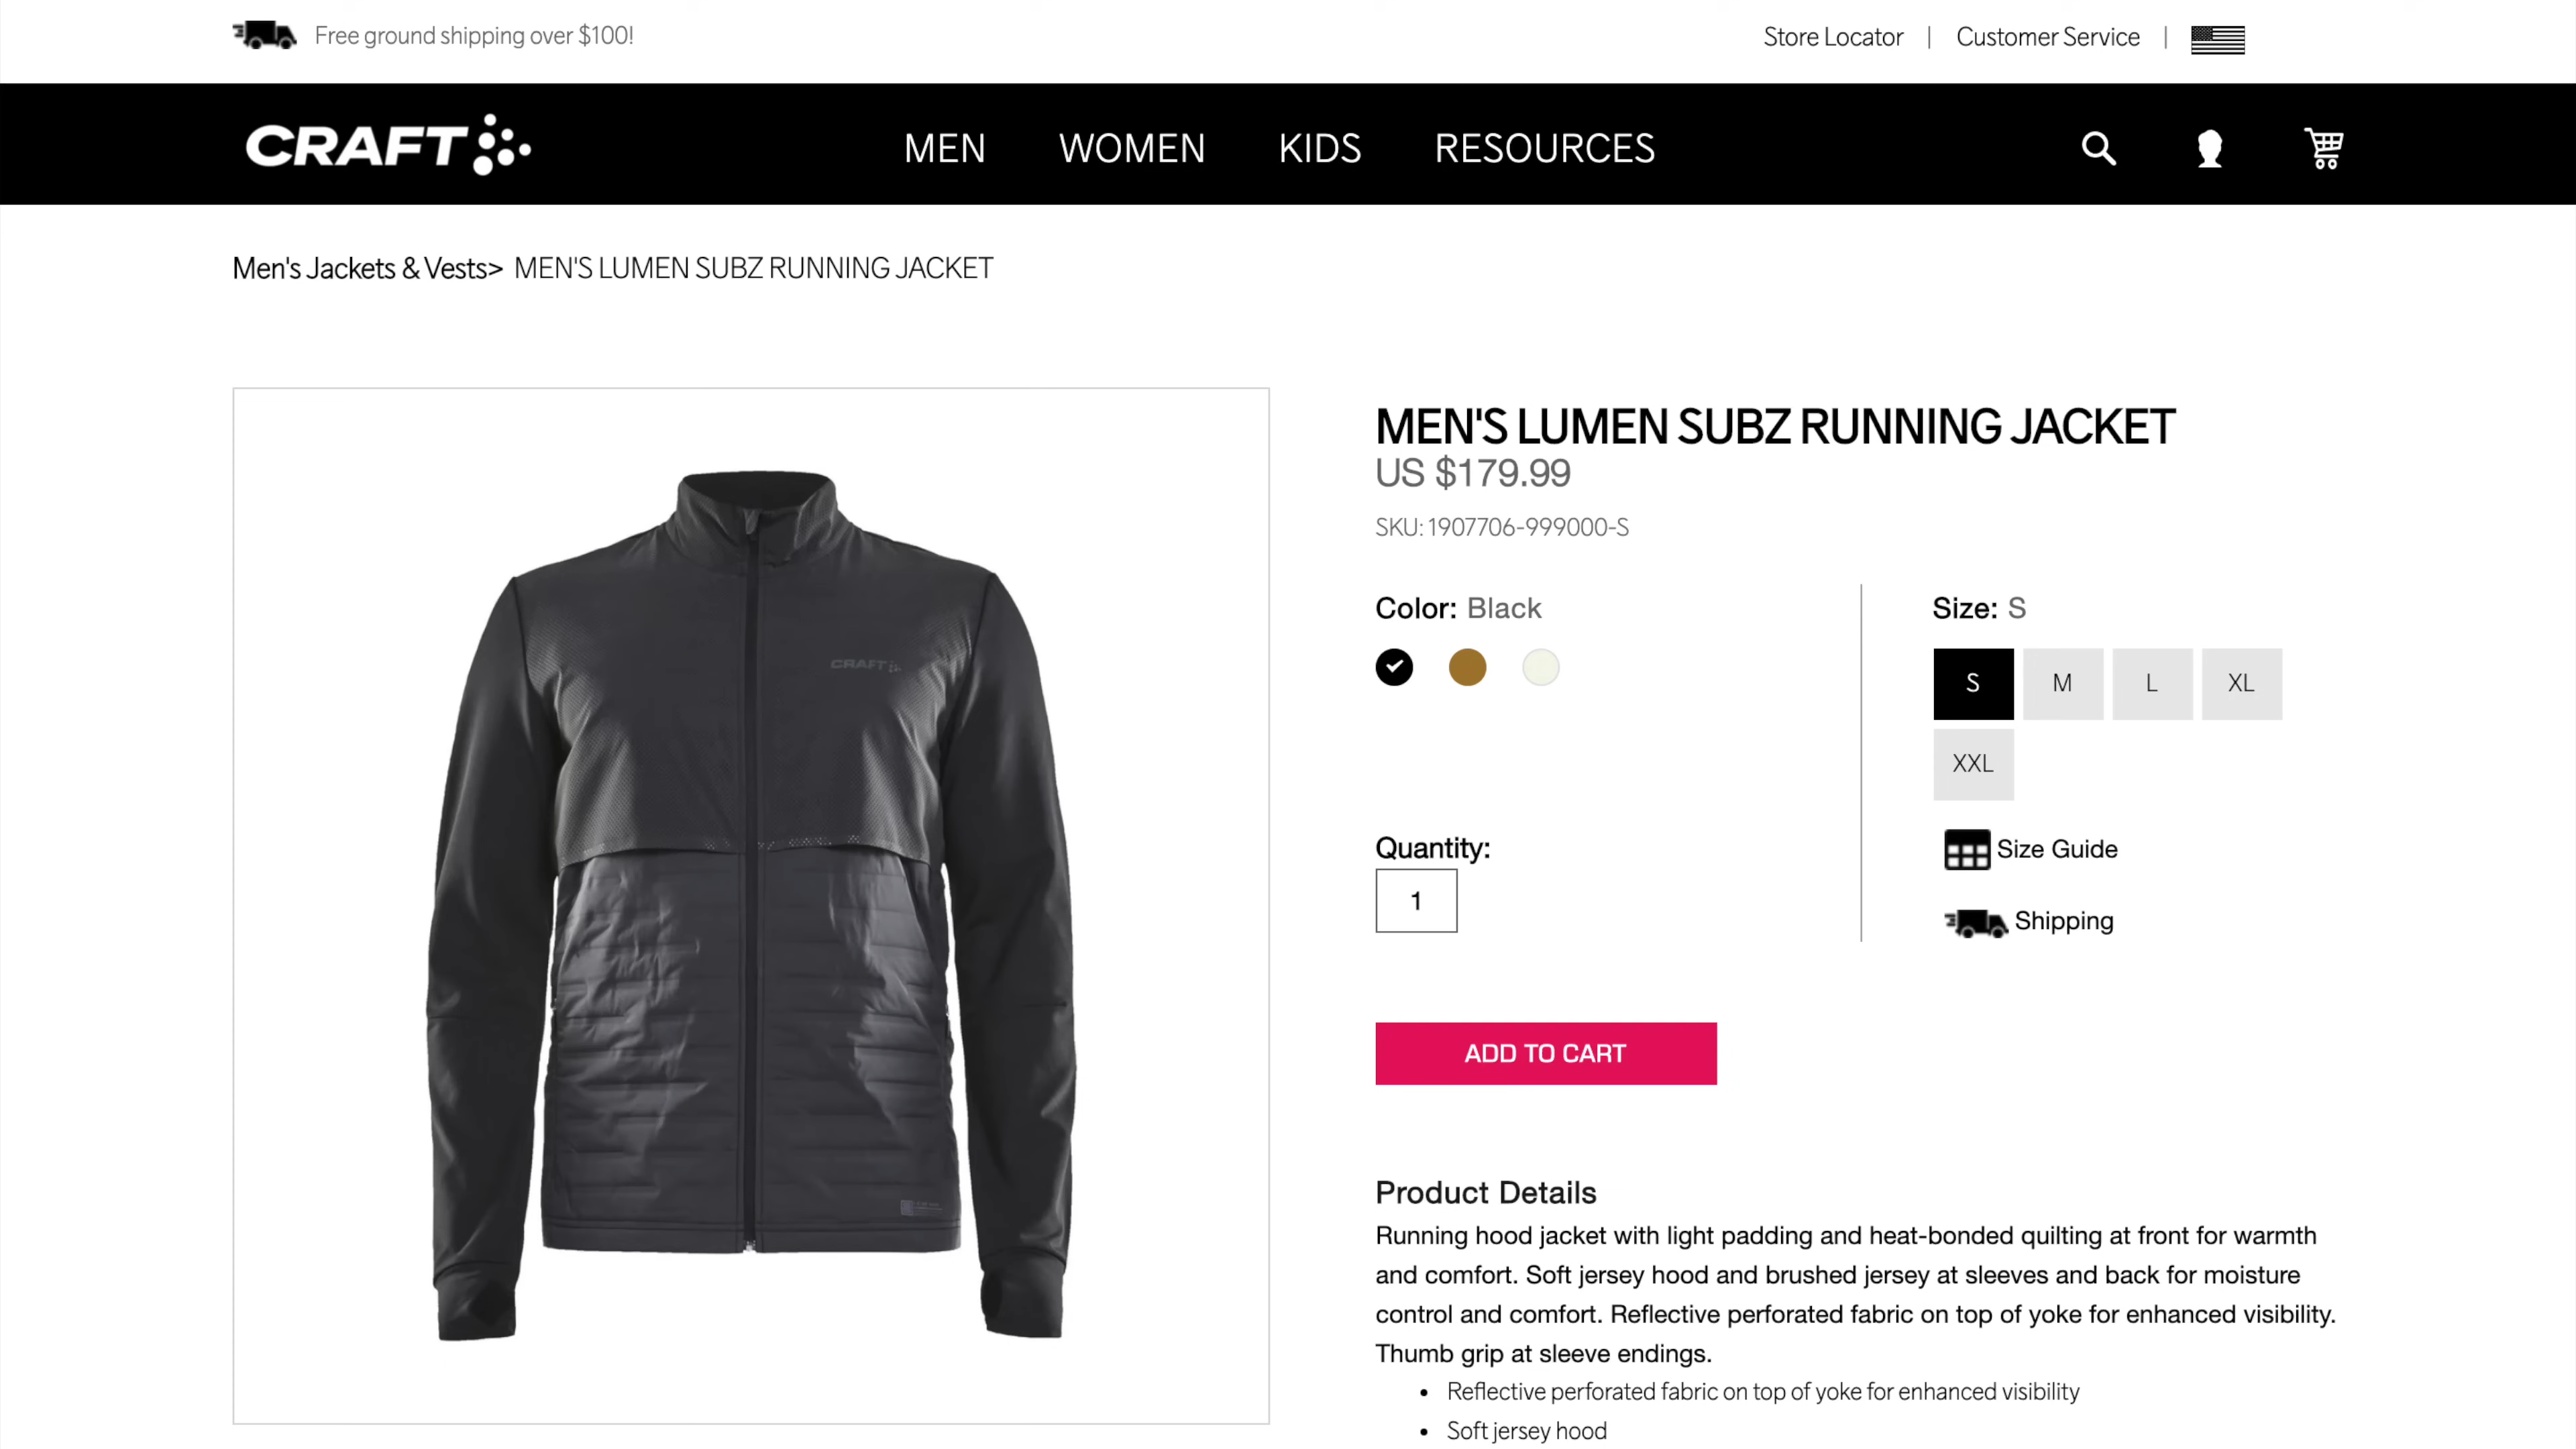 Free ground shipping over $100!
Store Locator | Customer Service |
CRAFT
MEN WOMEN KIDS RESOURCES
Men's Jackets & Vests> MEN'S LUMEN SUBZ RUNNING JACKET
CRAFT
MEN'S LUMEN SUBZ RUNNING JACKET
US $179.99
SKU: 1907706-999000-S
Color: Black
Size: S
S M L XL
XXL
Size Guide
Shipping
Quantity:
1
ADD TO CART
Product Details
Running hood jacket with light padding and heat-bonded quilting at front for warmth
and comfort. Soft jersey hood and brushed jersey at sleeves and back for moisture
control and comfort. Reflective perforated fabric on top of yoke for enhanced visibility.
Thumb grip at sleeve endings.
• Reflective perforated fabric on top of yoke for enhanced visibility
• Soft jersey hood